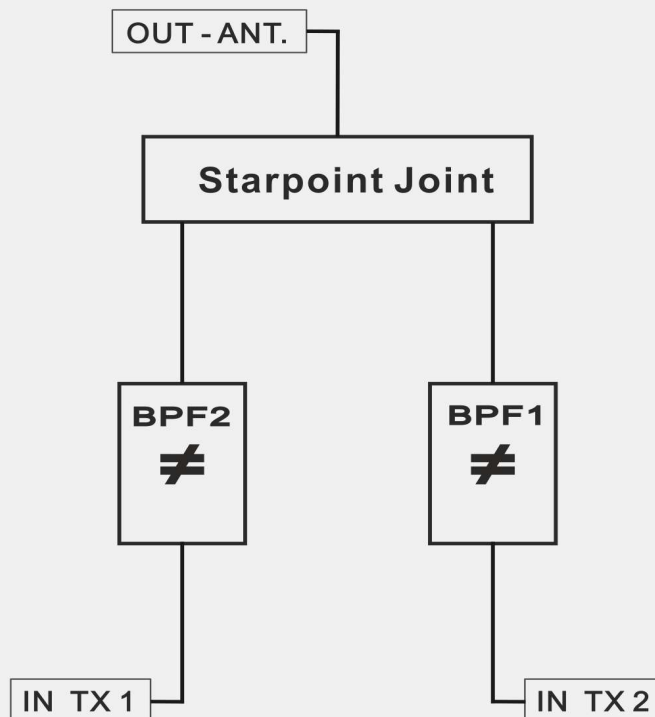 OUT - ANT.
Starpoint Joint
BPF2
≠
BPF1
≠
IN TX 1
IN TX 2